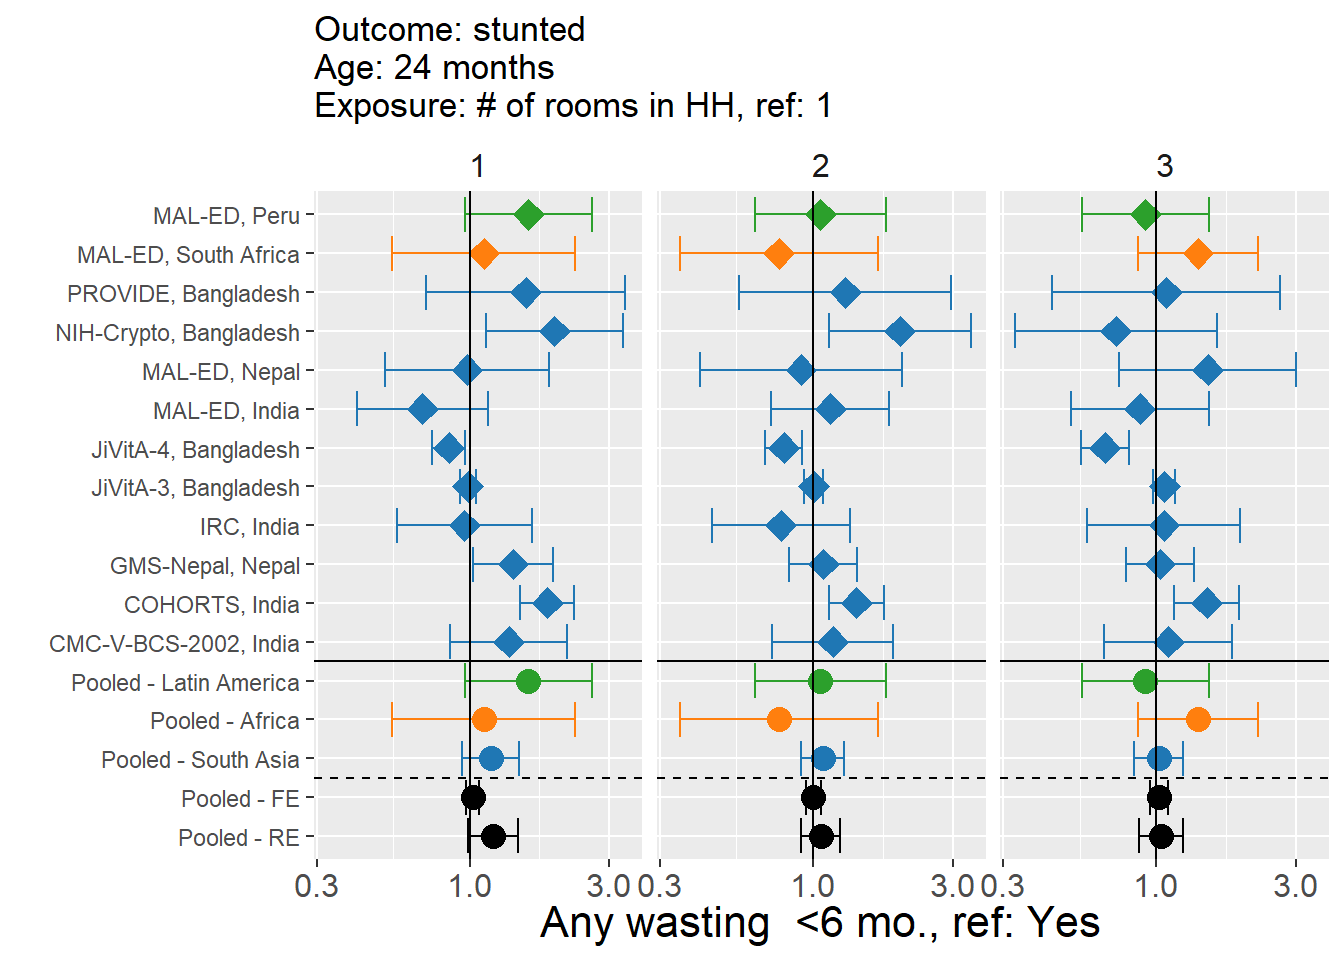 Outcome: stunted
Age: 24 months
Exposure: # of rooms in HH, ref: 1
1 2 3
MAL-ED, Peru
MAL-ED, South Africa
PROVIDE, Bangladesh
NIH-Crypto, Bangladesh
MAL-ED, Nepal
MAL-ED, India
JiVitA-4, Bangladesh
JiVitA-3, Bangladesh
IRC, India
GMS-Nepal, Nepal
COHORTS, India
CMC-V-BCS-2002, India
Pooled - Latin America
Pooled - Africa
Pooled - South Asia
Pooled - FE
Pooled - RE
0.3 1.0 3.0 0.3 1.0 3.0 0.3 1.0 3.0
Any wasting  <6 mo., ref: Yes